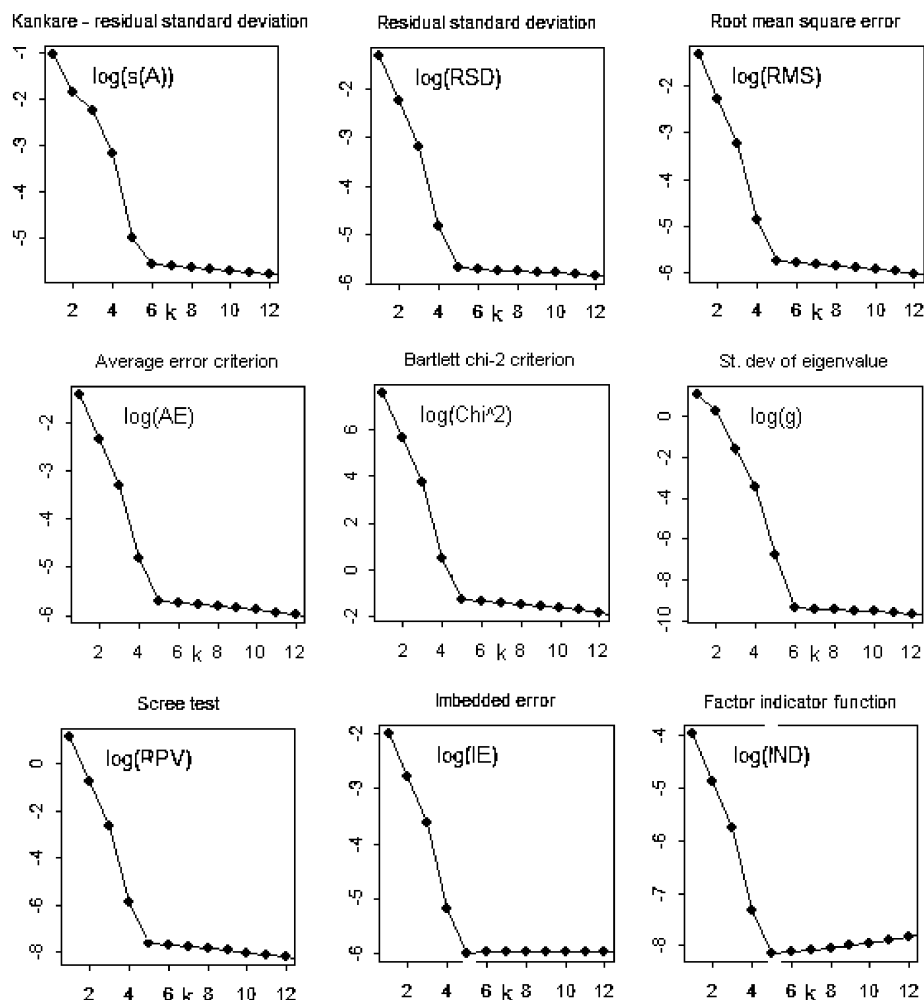 Kankare - residual standard deviation
Residual standard deviation
Root mean square error
log(s(A))
log(RSD)
log(RMS)
-1
-2
-3
-4
-5
-2
-3
-4
-5
-6
-2
-3
-4
-5
-6
2 4 6 k 8 10 12
2 4 6 k 8 10 12
2 4 6 k 8 10 12
Average error criterion
Bartlett chi-2 criterion
St. dev of eigenvalue
log(AE)
log(Chi^2)
log(g)
-2
-3
-4
-5
-6
6
4
2
0
-2
0
-2
-4
-6
-8
-10
2 4 6 k 8 10 12
2 4 6 k 8 10 12
2 4 6 k 8 10 12
Scree test
Imbedded error
Factor indicator function
log(RPV)
log(IE)
log(IND)
0
-2
-4
-6
-8
-2
-3
-4
-5
-6
-4
-5
-6
-7
-8
2 4 6 k 8 10 12
2 4 6 k 8 10 12
2 4 6 k 8 10 12